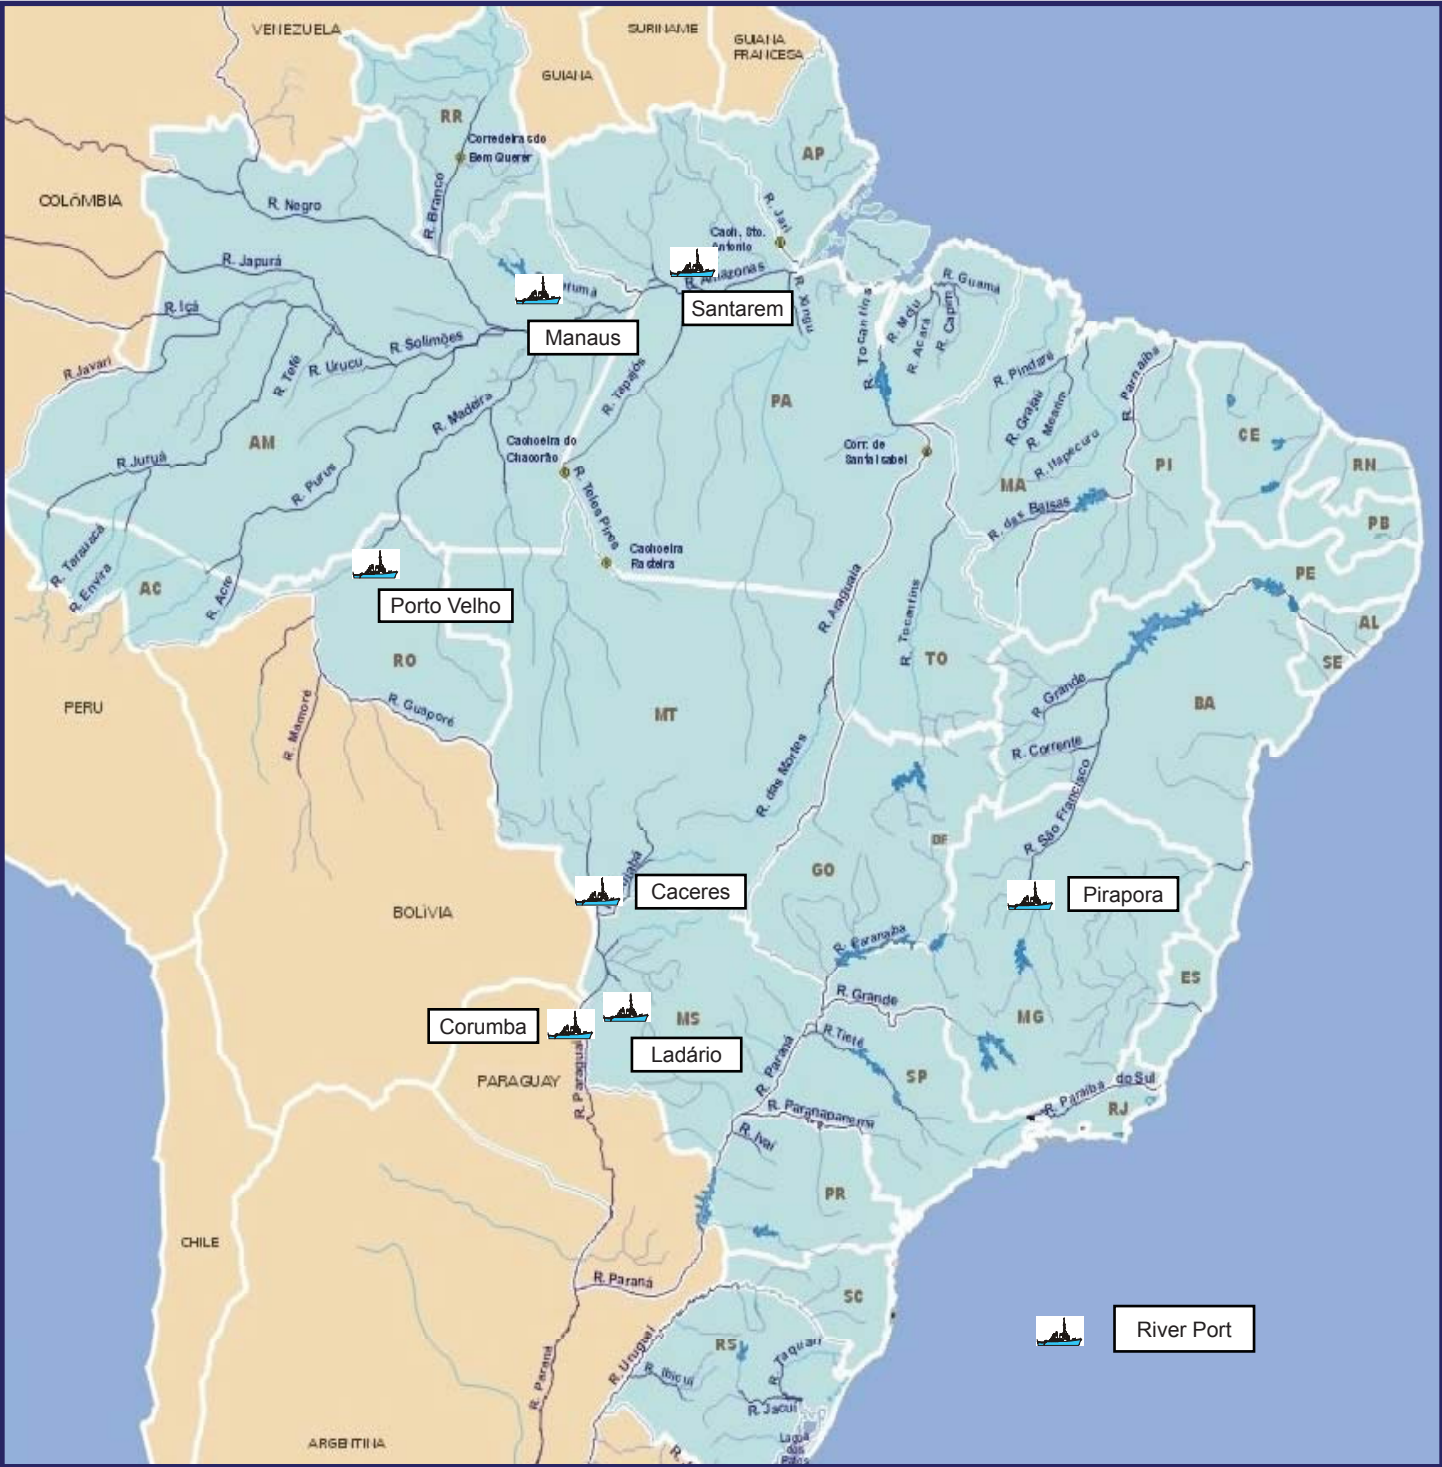 VENEZUELA
SURINAME
GUIANA
FRANCESA
GUIANA
RR
Corredeiras do
Bem Querer
AP
COLÔMBIA
R. Negro
R. Branco
R. Jari
Cach. Sto.
Antonio
R. Japurá
R. Amazonas
R. Guamá
R. Içá
Santarem
R. Xingu
R. Tocantins
R. Moju
R. Acará
R. Capim
Manaus
R. Solimões
R. Javari
R. Tefé
R. Urucu
R. Tapajós
R. Pindaré
R. Parnaíba
R. Madeira
PA
R. Grajaú
R. Mearim
CE
AM
Cachoeira do
Chacorão
Corr. de
Santa Isabel
R. Itapecuru
PI
RN
R. Juruá
R. Purus
R. Teles Pires
MA
R. das Balsas
PB
R. Tarauacá
R. Envira
Cachoeira
Rasteira
PE
AC
R. Acre
Porto Velho
R. Araguaia
R. Tocantins
AL
RO
TO
SE
PERU
R. Mamoré
R. Guaporé
MT
R. Grande
BA
R. Corrente
R. das Mortes
R. São Francisco
DF
GO
Caceres
Pirapora
BOLÍVIA
R. Paranaíba
ES
R. Grande
MG
Corumba
MS
Ladário
R. Tietê
PARAGUAY
R. Paraguai
R. Paraná
SP
R. Paraíba do Sul
RJ
R. Paranapanema
R. Ivaí
PR
CHILE
R. Paraná
SC
River Port
R. Paraná
R. Uruguai
RS
R. Taquari
R. Ibicuí
R. Jacuí
ARGENTINA
Lagoa
dos
Patos